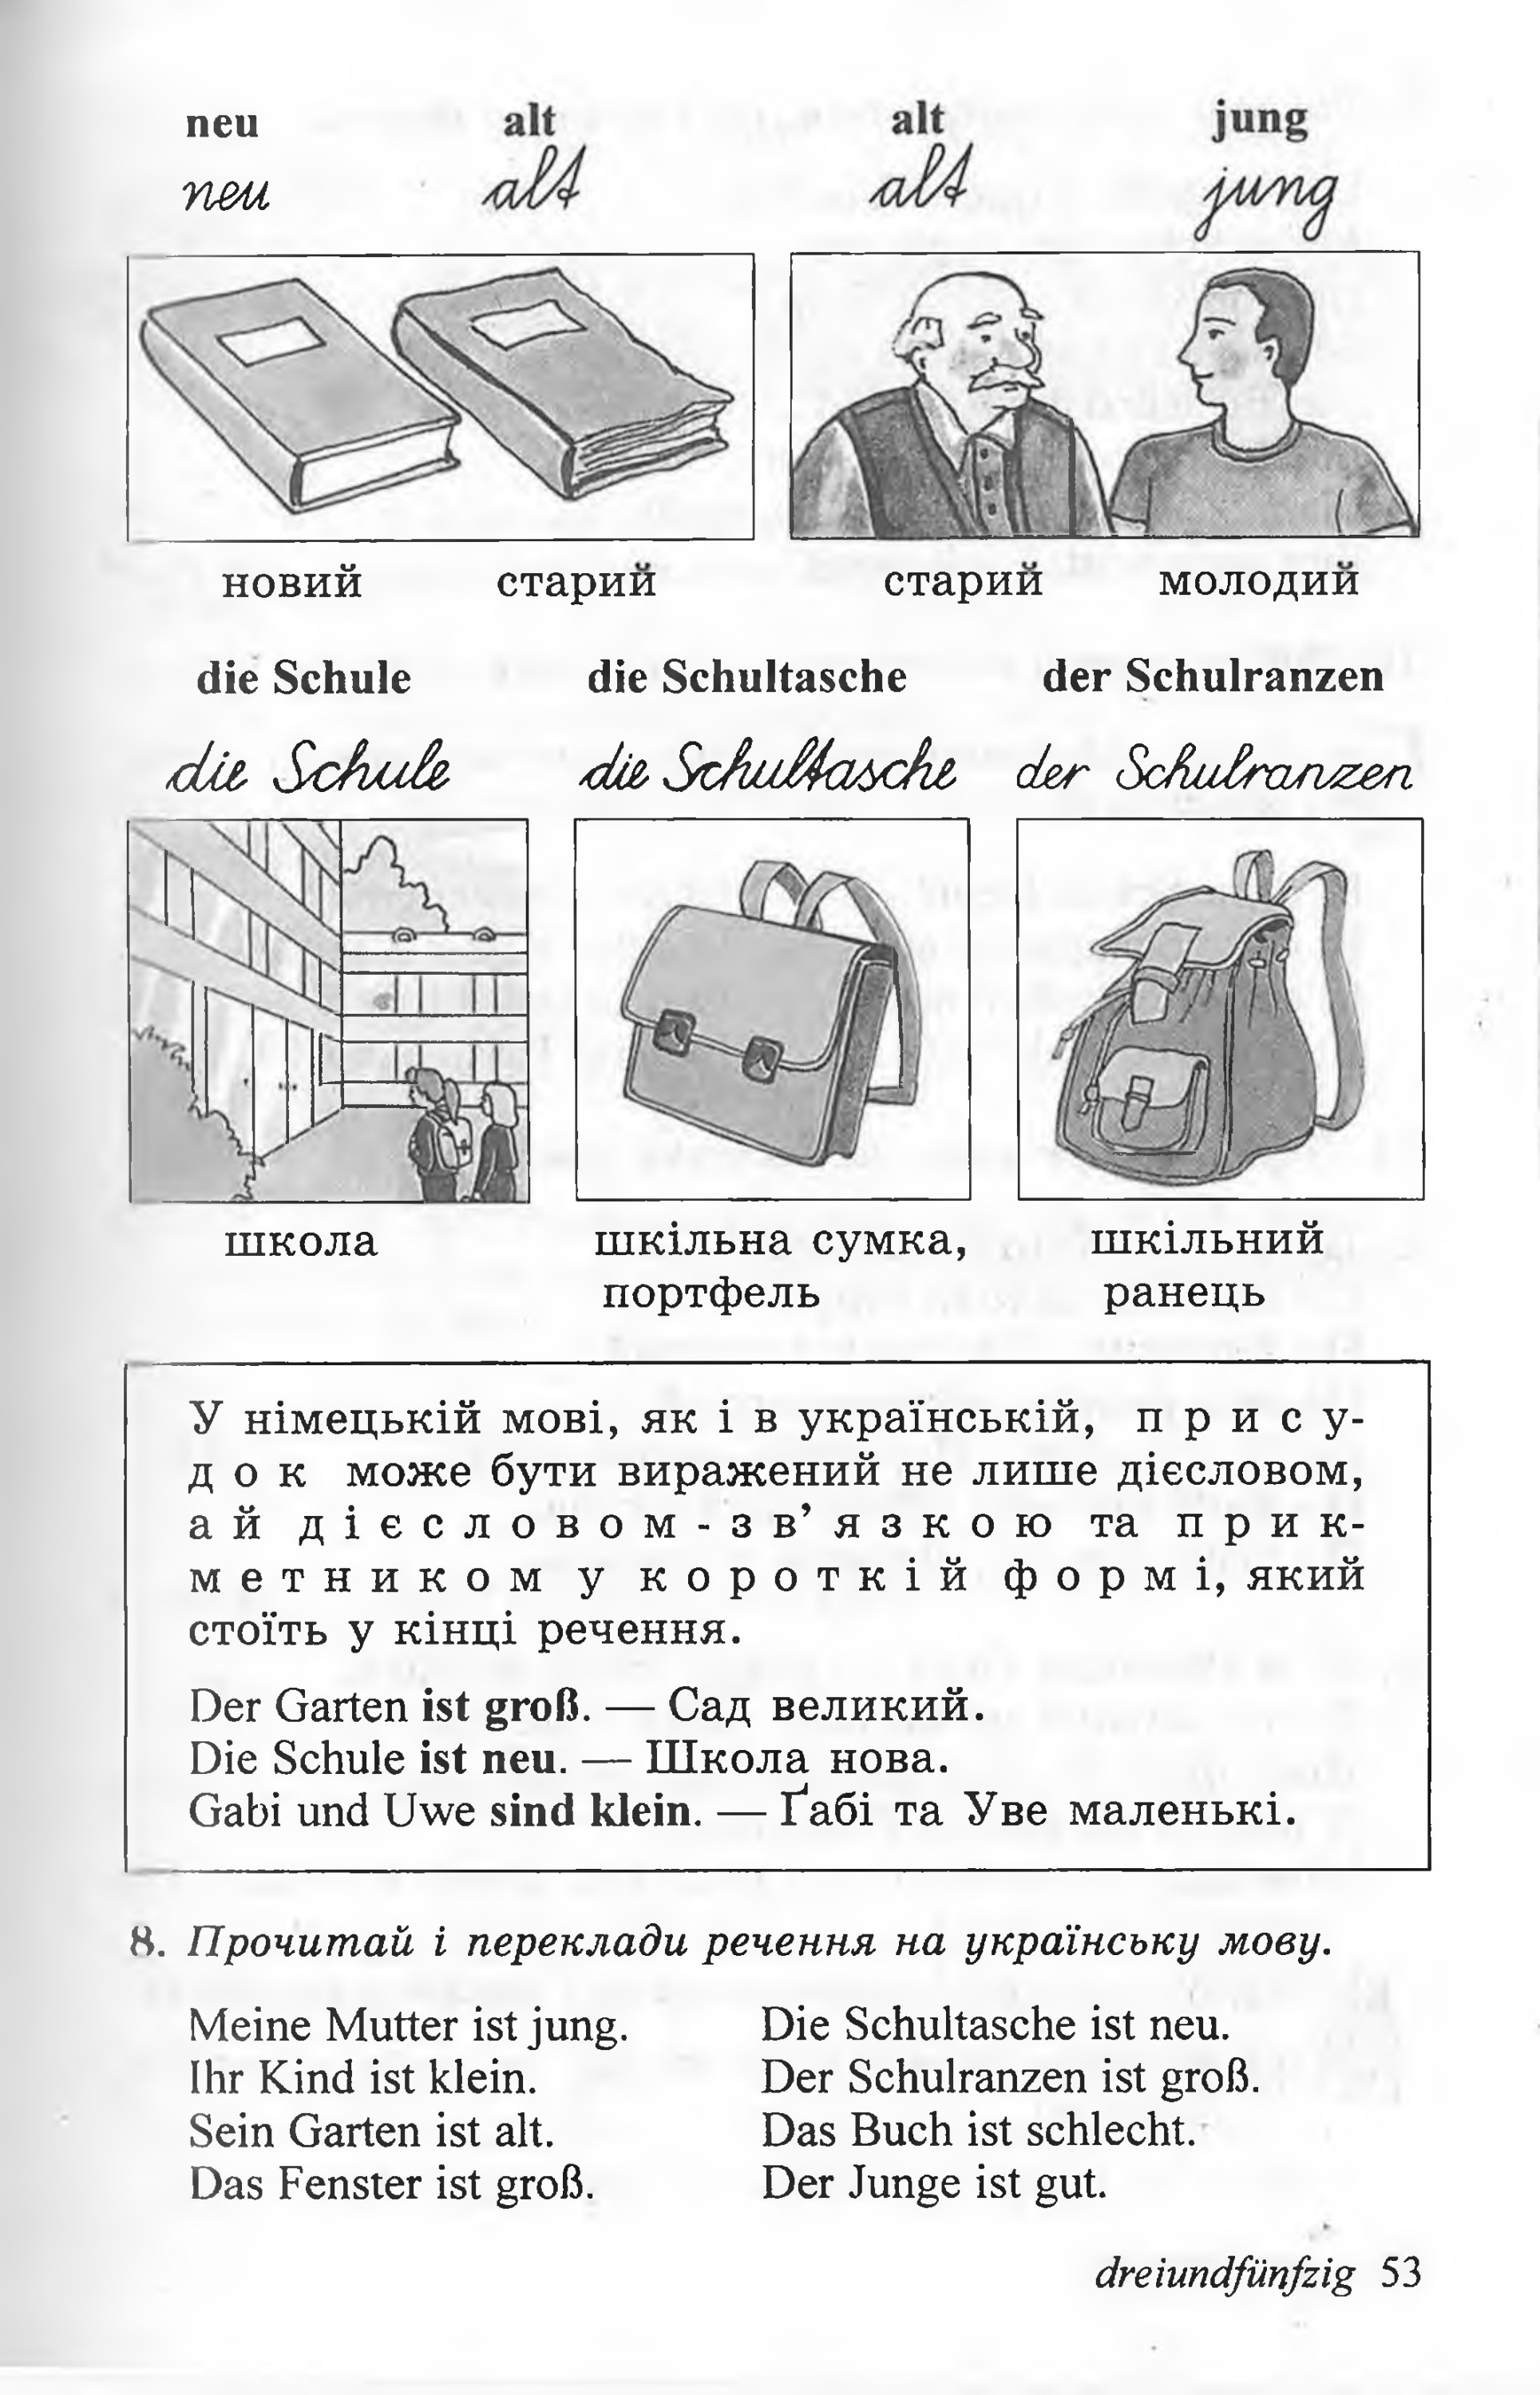 neu alt alt jung
neu alt alt jung
новий старий старий молодий
die Schule die Schultasche der Schulranzen
die Schule die Schultasche der Schulranzen
школа шкільна сумка, шкільний
портфель ранець
У німецькій мові, як і в українській, п р и с у-
д о к може бути виражений не лише дієсловом,
а й д і є с л о в о м - з в’ я з к о ю та п р и к-
м е т н и к о м у к о р о т к і й ф о р м і, який
стоїть у кінці речення.
Der Garten ist groß. — Сад великий.
Die Schule ist neu. — Школа нова.
Gabi und Uwe sind klein. — Ґабі та Уве маленькі.
8. Прочитай і переклади речення на українську мову.
Meine Mutter ist jung. Die Schultasche ist neu.
Ihr Kind ist klein. Der Schulranzen ist groß.
Sein Garten ist alt. Das Buch ist schlecht.
Das Fenster ist groß. Der Junge ist gut.
dreiundfünfzig 53